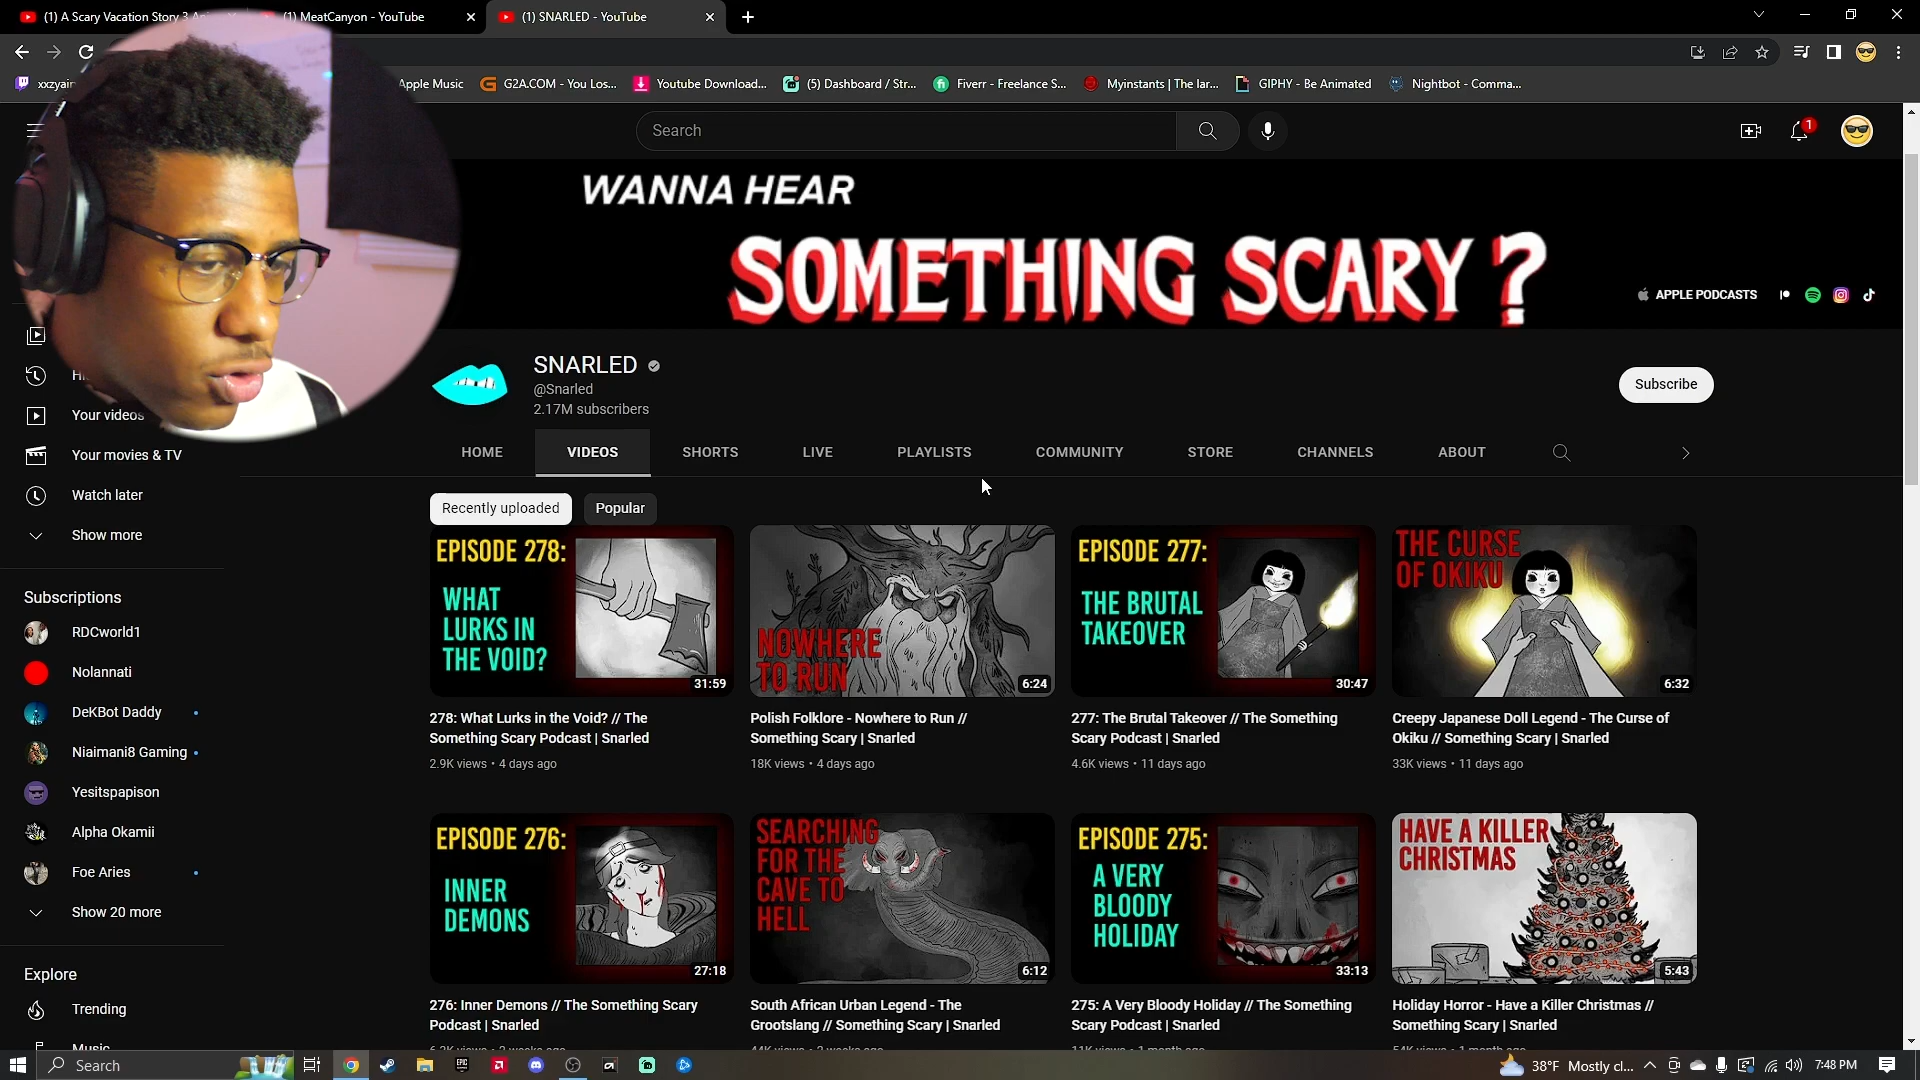 (1) A Scary Vacation Story 3
(1) MeatCanyon - YouTube
(1) SNARLED - YouTube
Apple Music
G2A.COM - You Los...
Youtube Download...
(5) Dashboard / Str...
Fiverr - Freelance S...
Myinstants | The lar...
GIPHY - Be Animated
Nightbot - Comma...
Search
1
WANNA HEAR
SOMETHING SCARY?
APPLE PODCASTS
SNARLED
@Snarled
2.17M subscribers
Subscribe
HOME
VIDEOS
SHORTS
LIVE
PLAYLISTS
COMMUNITY
STORE
CHANNELS
ABOUT
Recently uploaded
Popular
Your videos
Your movies & TV
Watch later
Show more
Subscriptions
RDCworld1
Nolannati
DeKBot Daddy
Niaimani8 Gaming
Yesitspapison
Alpha Okamii
Foe Aries
Show 20 more
Explore
Trending
Music
EPISODE 278:
WHAT
LURKS IN
THE VOID?
31:59
278: What Lurks in the Void? // The
Something Scary Podcast | Snarled
2.9K views • 4 days ago
NOWHERE
TO RUN
6:24
Polish Folklore - Nowhere to Run //
Something Scary | Snarled
18K views • 4 days ago
EPISODE 277:
THE BRUTAL
TAKEOVER
30:47
277: The Brutal Takeover // The Something
Scary Podcast | Snarled
4.6K views • 11 days ago
THE CURSE
OF OKIKU
6:32
Creepy Japanese Doll Legend - The Curse of
Okiku // Something Scary | Snarled
33K views • 11 days ago
EPISODE 276:
INNER
DEMONS
27:18
276: Inner Demons // The Something Scary
Podcast | Snarled
SEARCHING
FOR THE
CAVE TO
HELL
6:12
South African Urban Legend - The
Grootslang // Something Scary | Snarled
EPISODE 275:
A VERY
BLOODY
HOLIDAY
33:13
275: A Very Bloody Holiday // The Something
Scary Podcast | Snarled
HAVE A KILLER
CHRISTMAS
5:43
Holiday Horror - Have a Killer Christmas //
Something Scary | Snarled
Search
EPIC
38°F Mostly cl...
7:48 PM